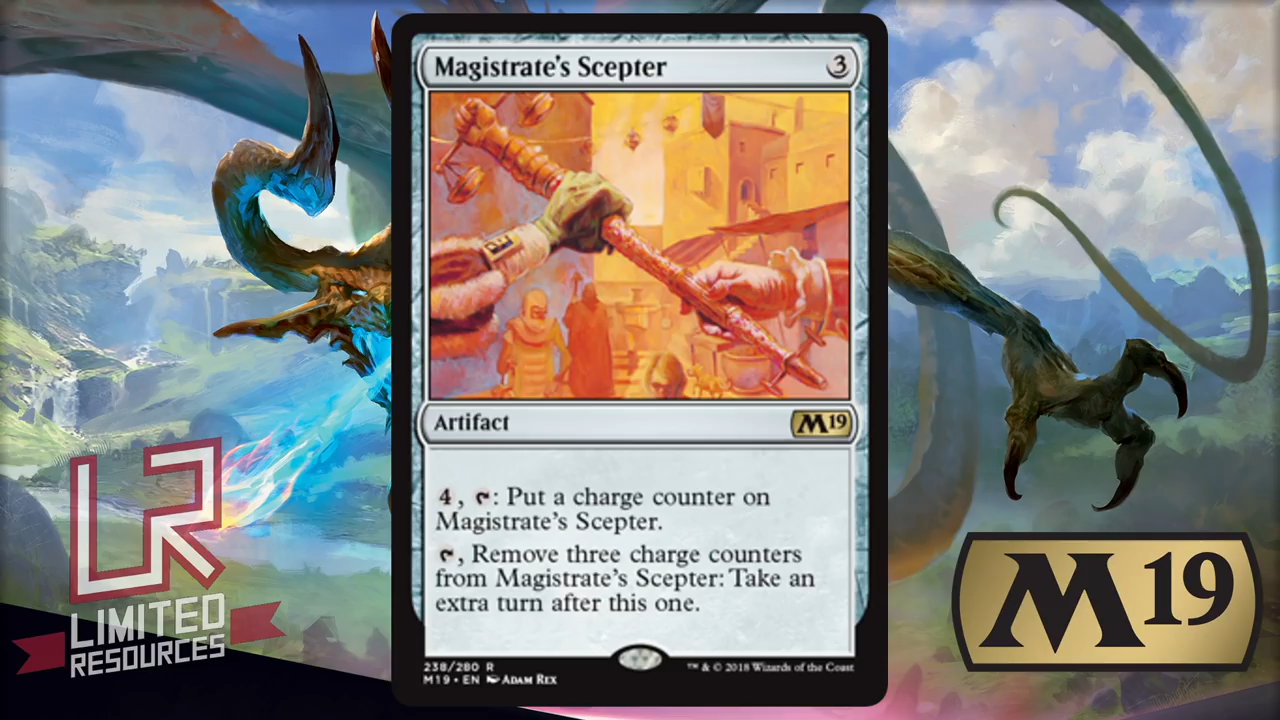 Magistrate's Scepter 3
Artifact M19
4, : Put a charge counter on
Magistrate's Scepter.
, Remove three charge counters
from Magistrate's Scepter: Take an
extra turn after this one.
238/280 R
M19 • EN ADAM REX
™ & © 2018 Wizards of the Coast
LR
LIMITED
RESOURCES
M19